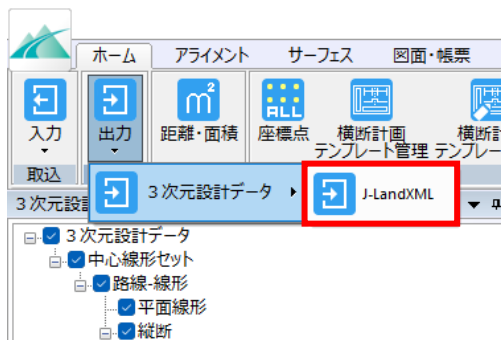 ホーム アライメント サーフェス 図面・帳票
m²
ALL
入力 出力 距離・面積 座標点 横断計画
テンプレート管理 テンプレー
取込
3次元設計データ J-LandXML
3次元設
3次元設計データ
中心線形セット
路線-線形
平面線形
縦断